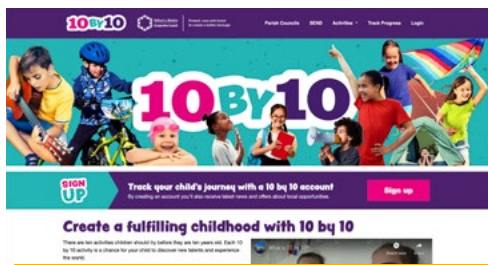 10BY10
Parish Councils SEND Activities Track Progress Login
10BY10
SIGN UP
Track your child's journey with a 10 by 10 account
By creating an account you'll also receive latest news and offers about local opportunities.
Sign up
Create a fulfilling childhood with 10 by 10
There are ten activities children should try before they are ten years old. Each 10
by 10 activity is a chance for your child to discover new talents and experience
the world.